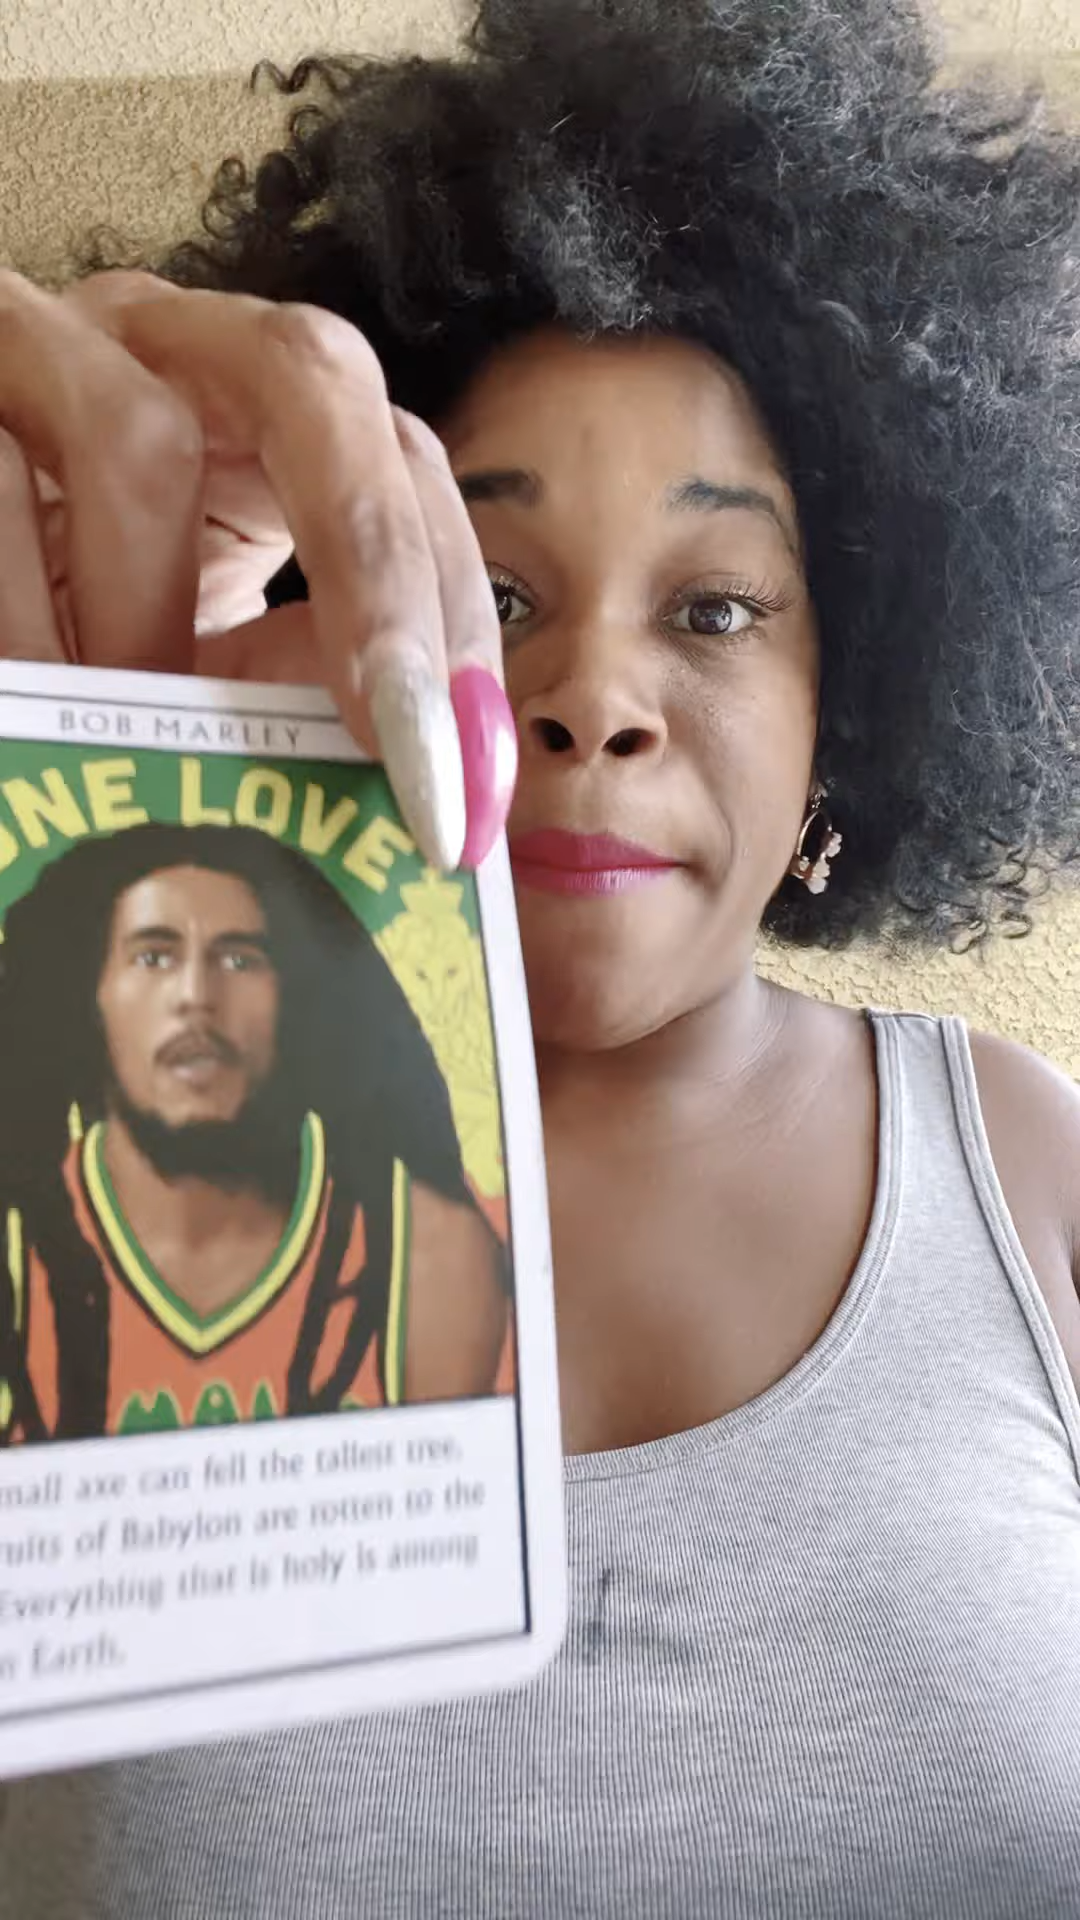 BOB MARLEY
ONE LOVE
mall axe can fell the tallest tree.
ruits of Babylon are rotten to the
Everything that is holy is among
Earth.